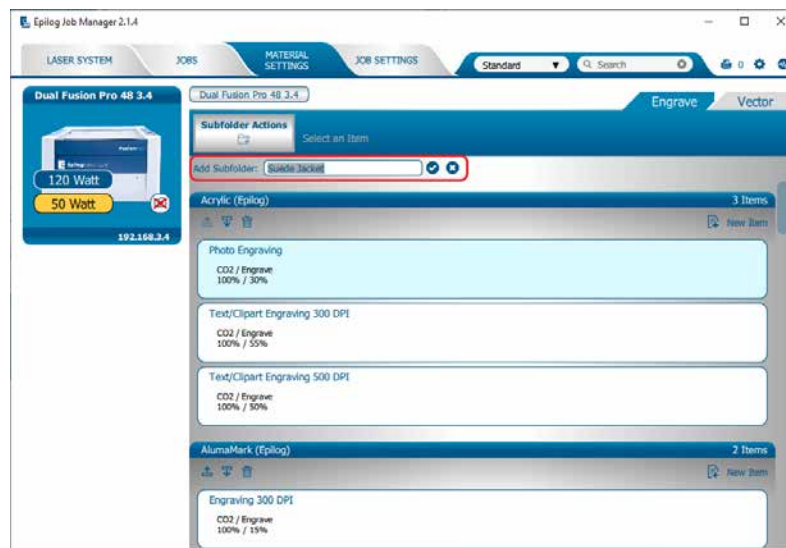 Epilog Job Manager 2.1.4
LASER SYSTEM
JOBS
MATERIAL
SETTINGS
JOB SETTINGS
Standard
Search
0
Dual Fusion Pro 48 3.4
120 Watt
50 Watt
192.168.3.4
Dual Fusion Pro 48 3.4
Engrave
Vector
Subfolder Actions
Select an Item
Add Subfolder:
Suede Jacket
Acrylic (Epilog)
3 Items
New Item
Photo Engraving
CO2 / Engrave
100% / 30%
Text/Clipart Engraving 300 DPI
CO2 / Engrave
100% / 55%
Text/Clipart Engraving 500 DPI
CO2 / Engrave
100% / 50%
AlumaMark (Epilog)
2 Items
New Item
Engraving 300 DPI
CO2 / Engrave
100% / 15%